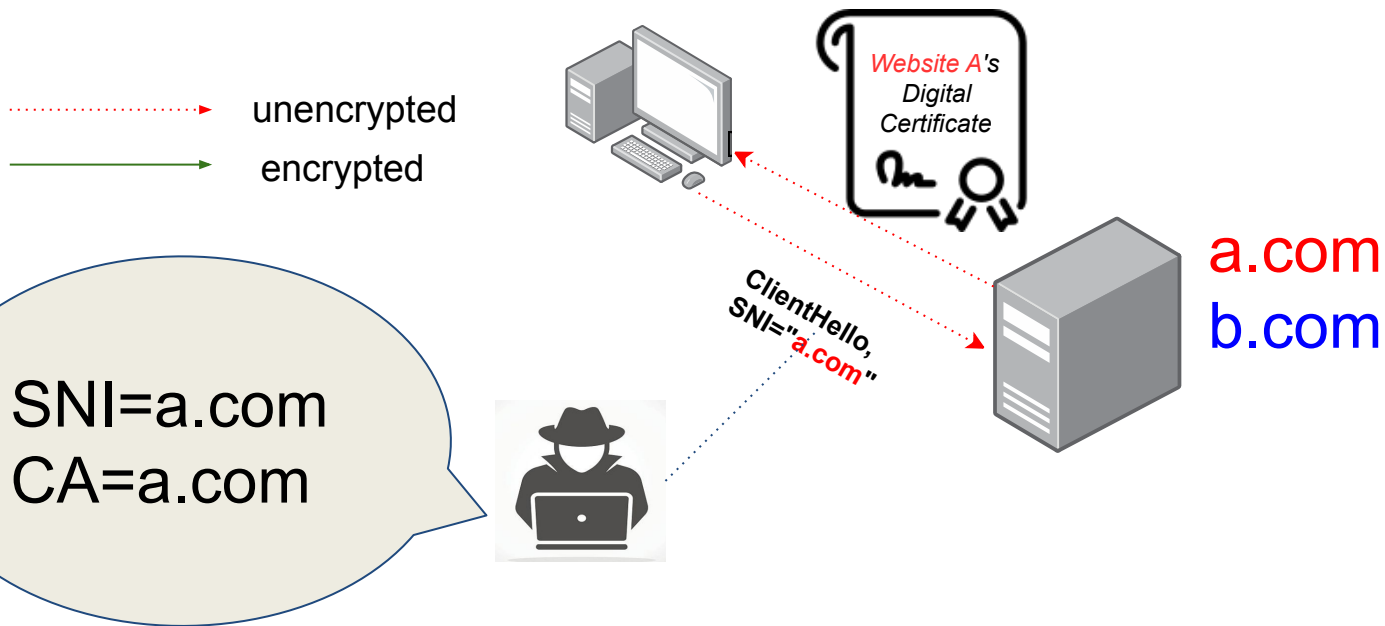 unencrypted
encrypted
Website A's
Digital
Certificate
a.com
b.com
ClientHello,
SNI="a.com"
SNI=a.com
CA=a.com